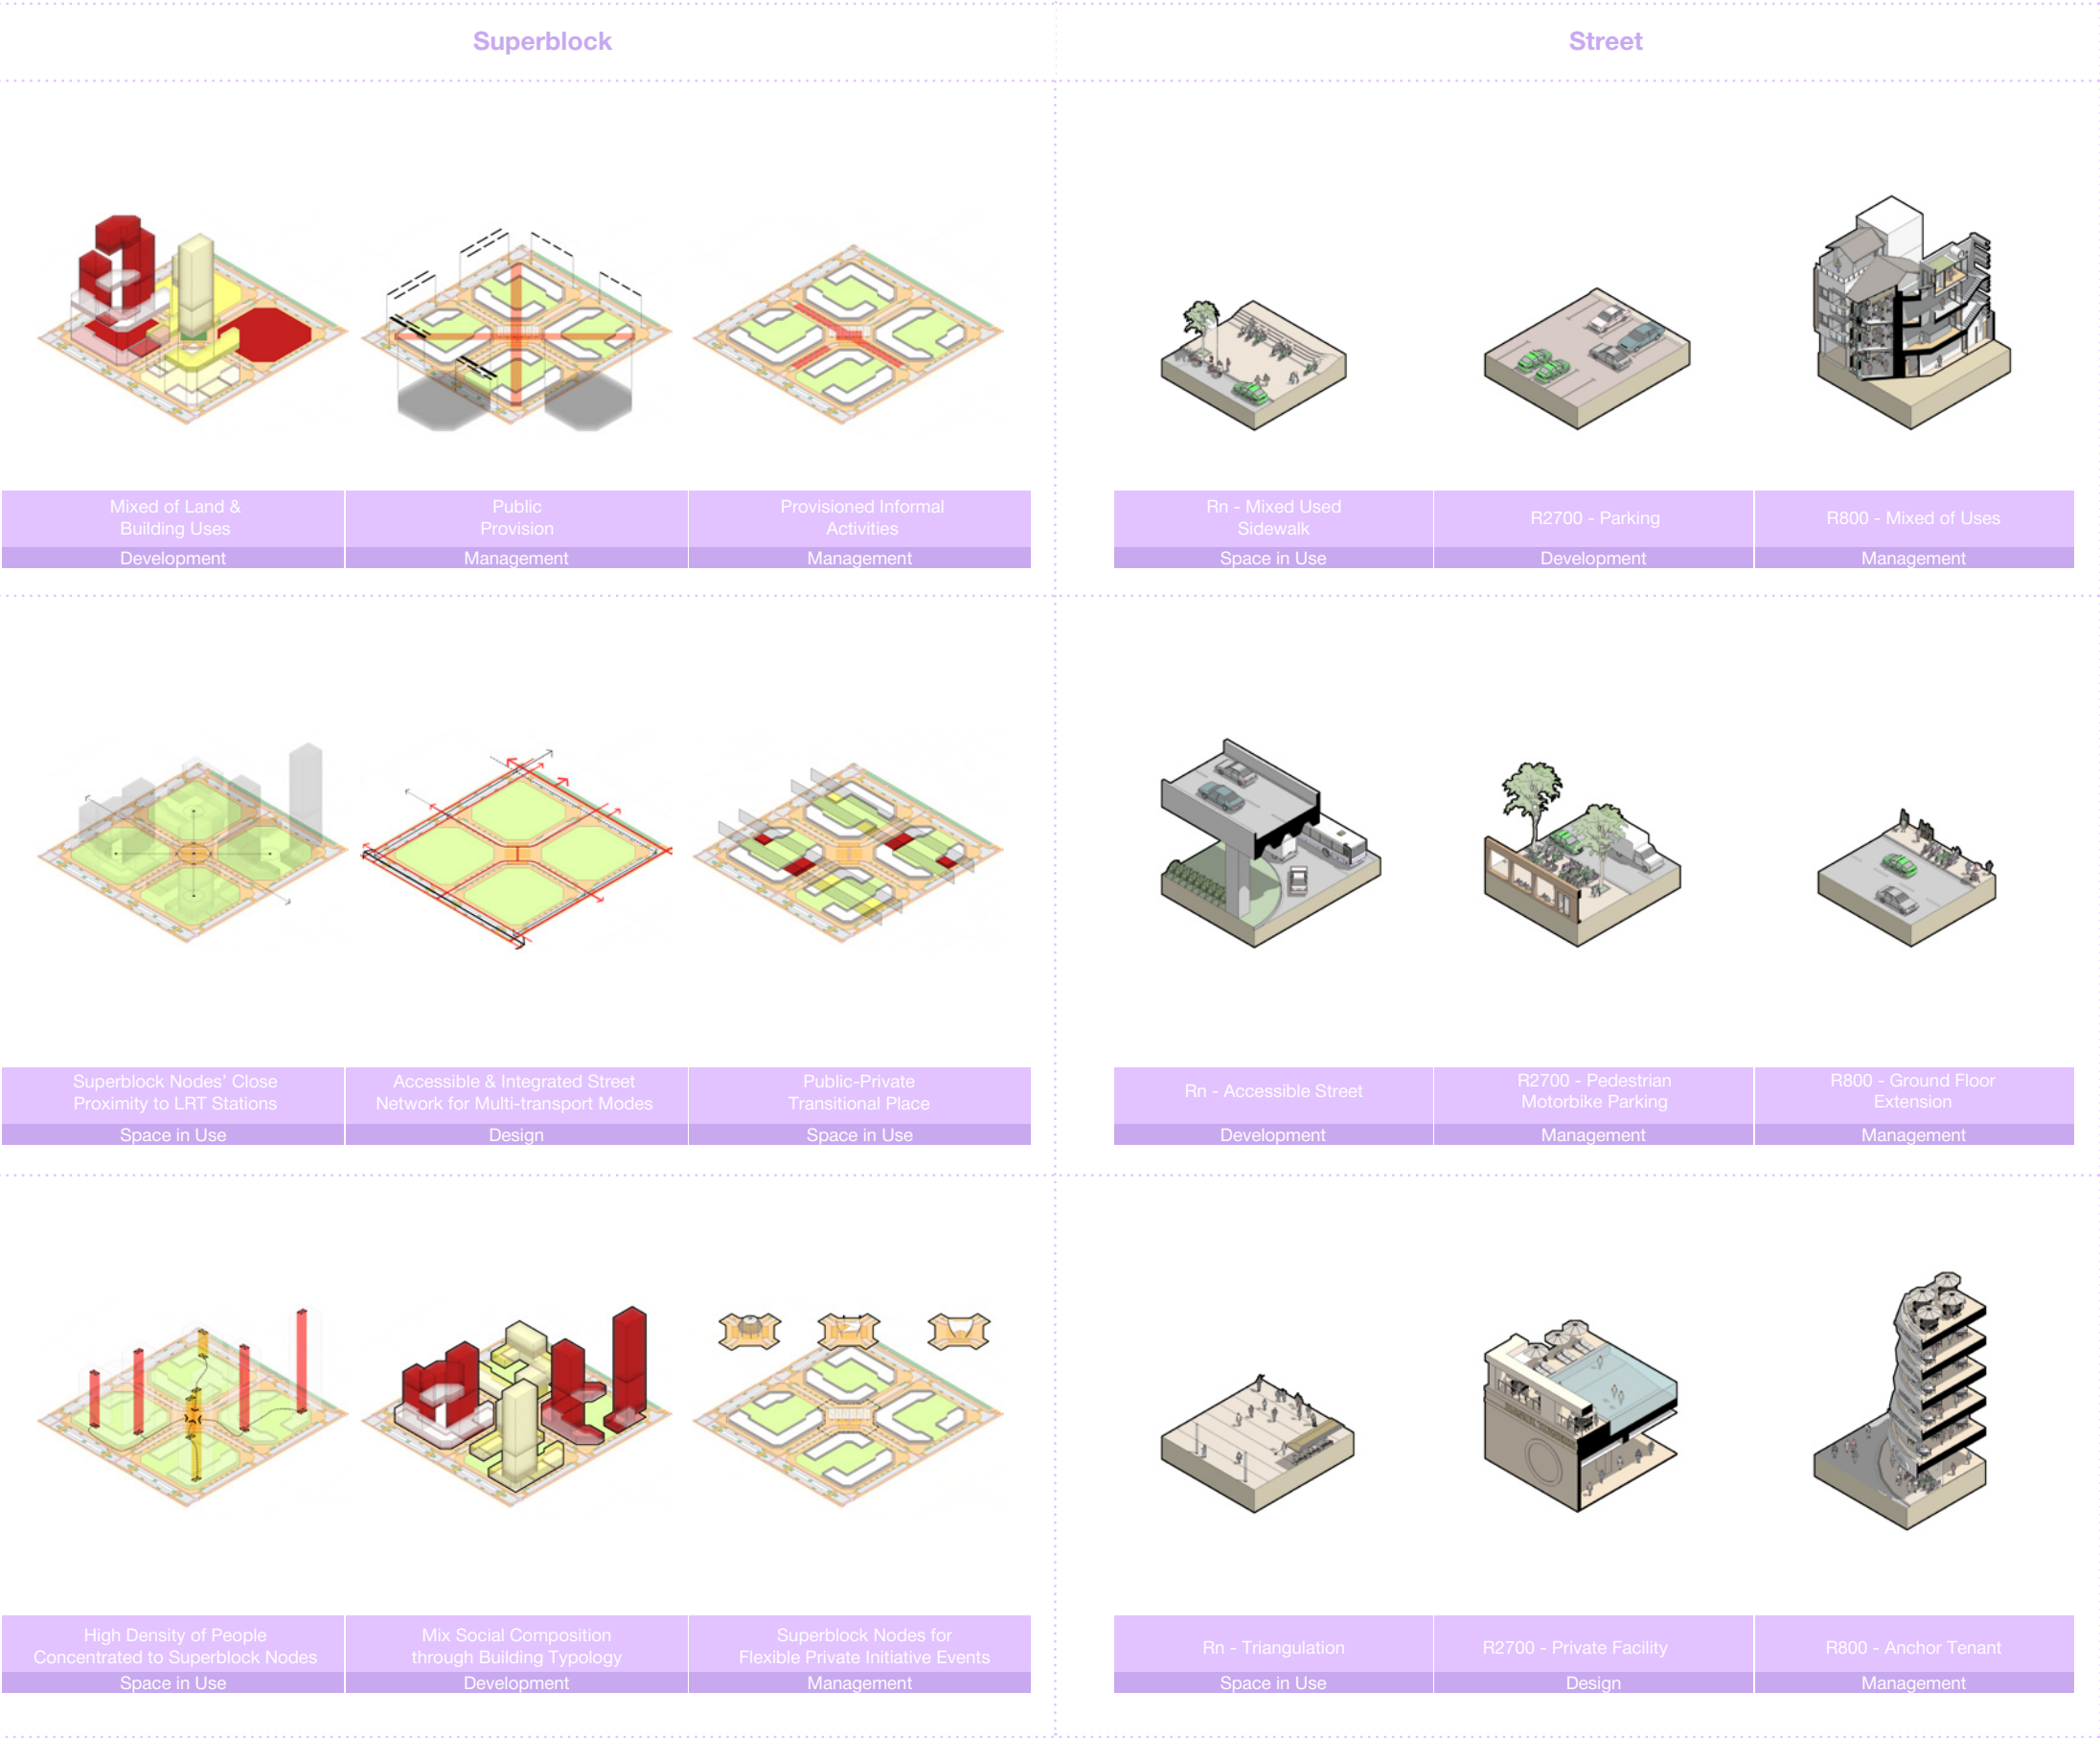 Superblock
Street
Mixed of Land &
Building Uses
Development
Public
Provision
Management
Provisioned Informal
Activities
Management
Rn - Mixed Used
Sidewalk
Space in Use
R2700 - Parking
Development
R800 - Mixed of Uses
Management
Superblock Nodes’ Close
Proximity to LRT Stations
Space in Use
Accessible & Integrated Street
Network for Multi-transport Modes
Design
Public-Private
Transitional Place
Space in Use
Rn - Accessible Street
Development
R2700 - Pedestrian
Motorbike Parking
Management
R800 - Ground Floor
Extension
Management
High Density of People
Concentrated to Superblock Nodes
Space in Use
Mix Social Composition
through Building Typology
Development
Superblock Nodes for
Flexible Private Initiative Events
Management
Rn - Triangulation
Space in Use
R2700 - Private Facility
Design
R800 - Anchor Tenant
Management